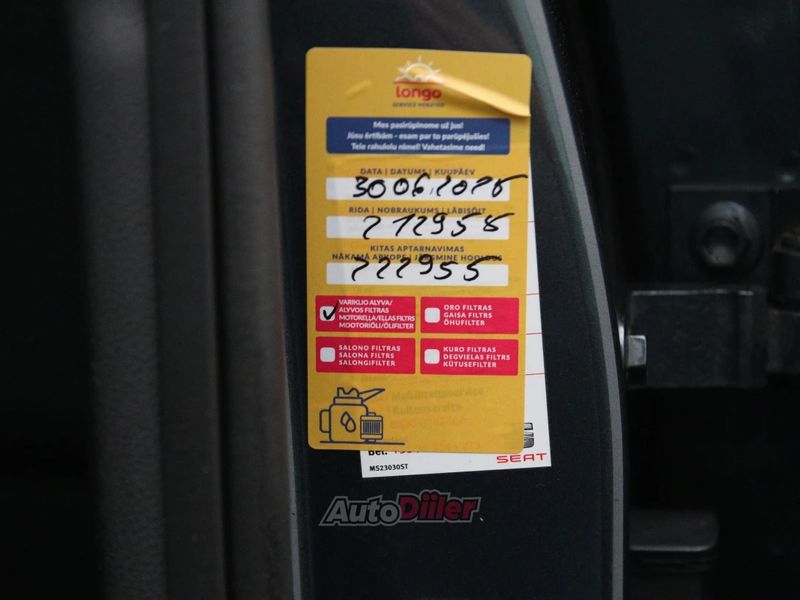 longo
Mes pasirūpinome už jus!
Jūsu ērtībām - esam par to parūpējušies!
Teie rahulolu nimel! Vahetasime need!
DATA | DATUMS | KUUPÄEV
30 06.2025
RIDA | NOBRAUKUMS | LÄBISÕIT
212955
KITAS APTARNAVIMAS
NĀKAMĀ APKOPE | JÄRGMINE HOOLDUS
222955
VARIKLIO ALYVA/
ALYVOS FILTRAS
MOTOREĻĻA/EĻĻAS FILTRS
MOOTORIÕLI/ÕLIFILTER
ORO FILTRAS
GAISA FILTRS
ÕHUFILTER
SALONO FILTRAS
SALONA FILTRS
SALONGIFILTER
KURO FILTRAS
DEGVIELAS FILTRS
KÜTUSEFILTER
SEAT
MS23030ST
AutoDiiler